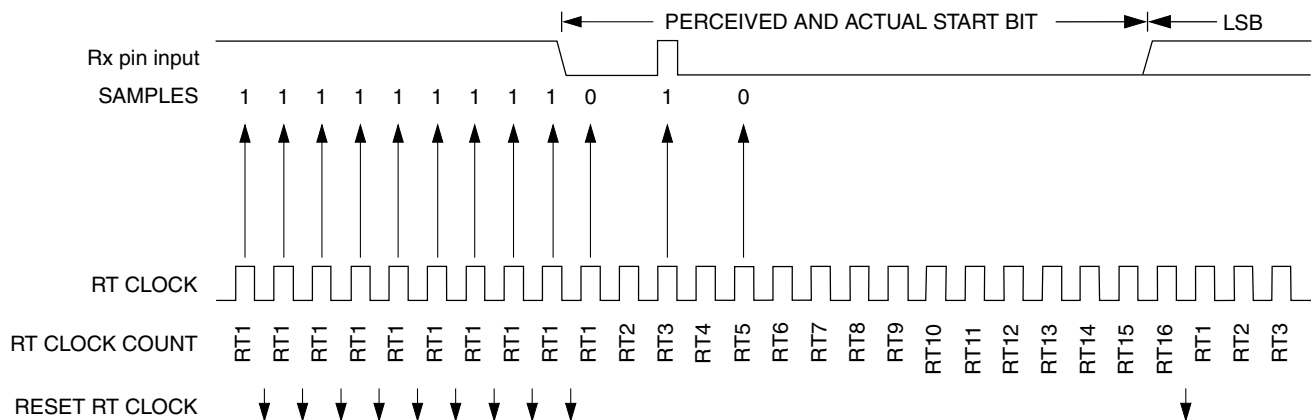 PERCEIVED AND ACTUAL START BIT LSB
Rx pin input
SAMPLES 1 1 1 1 1 1 1 1 1 0 1 0
RT CLOCK
RT CLOCK COUNT RT1 RT1 RT1 RT1 RT1 RT1 RT1 RT1 RT1 RT1 RT2 RT3 RT4 RT5 RT6 RT7 RT8 RT9 RT10 RT11 RT12 RT13 RT14 RT15 RT16 RT1 RT2 RT3
RESET RT CLOCK